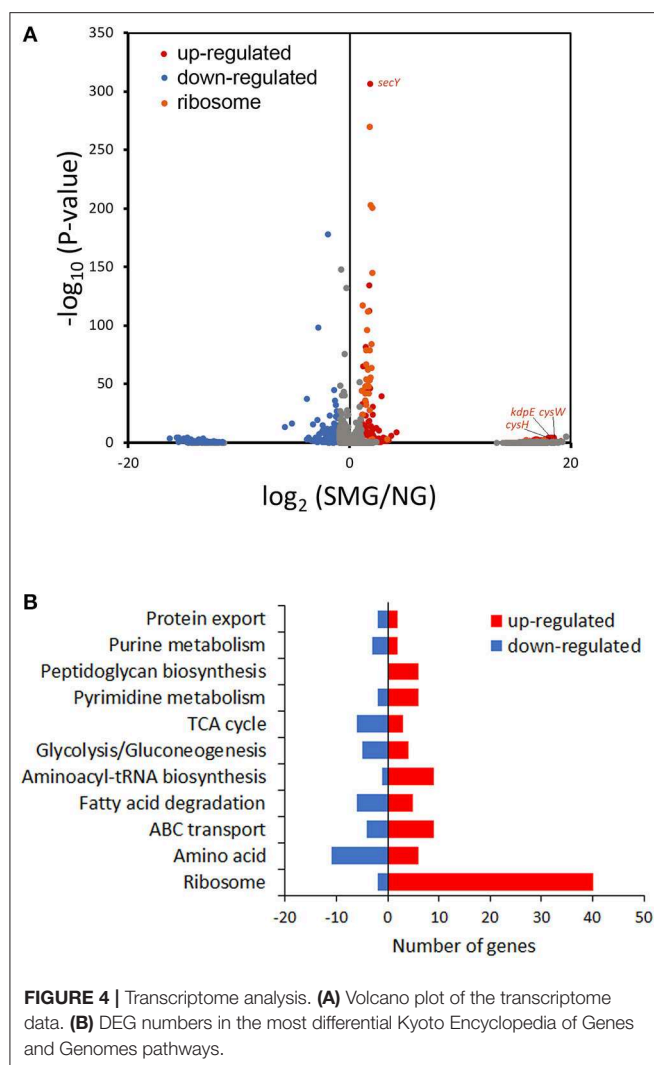 A
350
300
250
200
150
100
50
0
-log10 (P-value)
up-regulated
down-regulated
ribosome
secY
kdpE cysW
cysH
-20
0
20
log2 (SMG/NG)
B
up-regulated
down-regulated
Protein export
Purine metabolism
Peptidoglycan biosynthesis
Pyrimidine metabolism
TCA cycle
Glycolysis/Gluconeogenesis
Aminoacyl-tRNA biosynthesis
Fatty acid degradation
ABC transport
Amino acid
Ribosome
-20 -10 0 10 20 30 40 50
Number of genes
FIGURE 4 | Transcriptome analysis. (A) Volcano plot of the transcriptome
data. (B) DEG numbers in the most differential Kyoto Encyclopedia of Genes
and Genomes pathways.